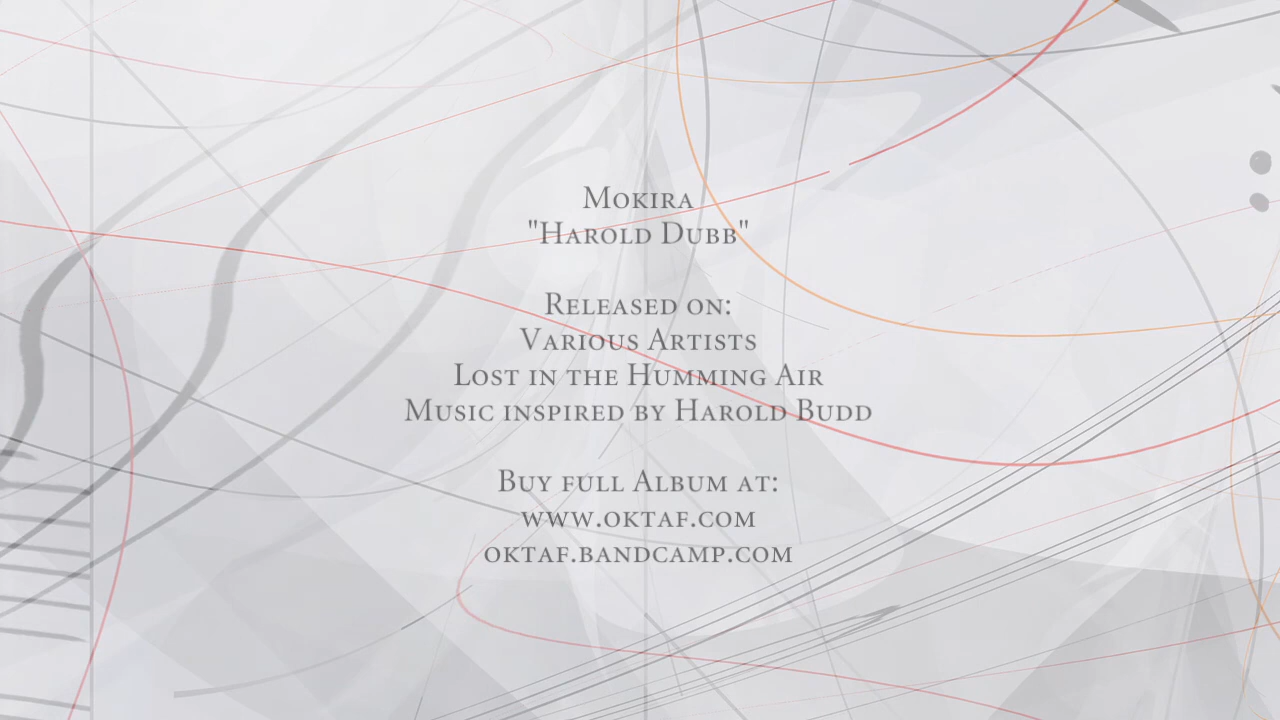 Mokira
"Harold Dubb"
Released on:
Various Artists
Lost in the Humming Air
Music inspired by Harold Budd
Buy full Album at:
www.oktaf.com
oktaf.bandcamp.com